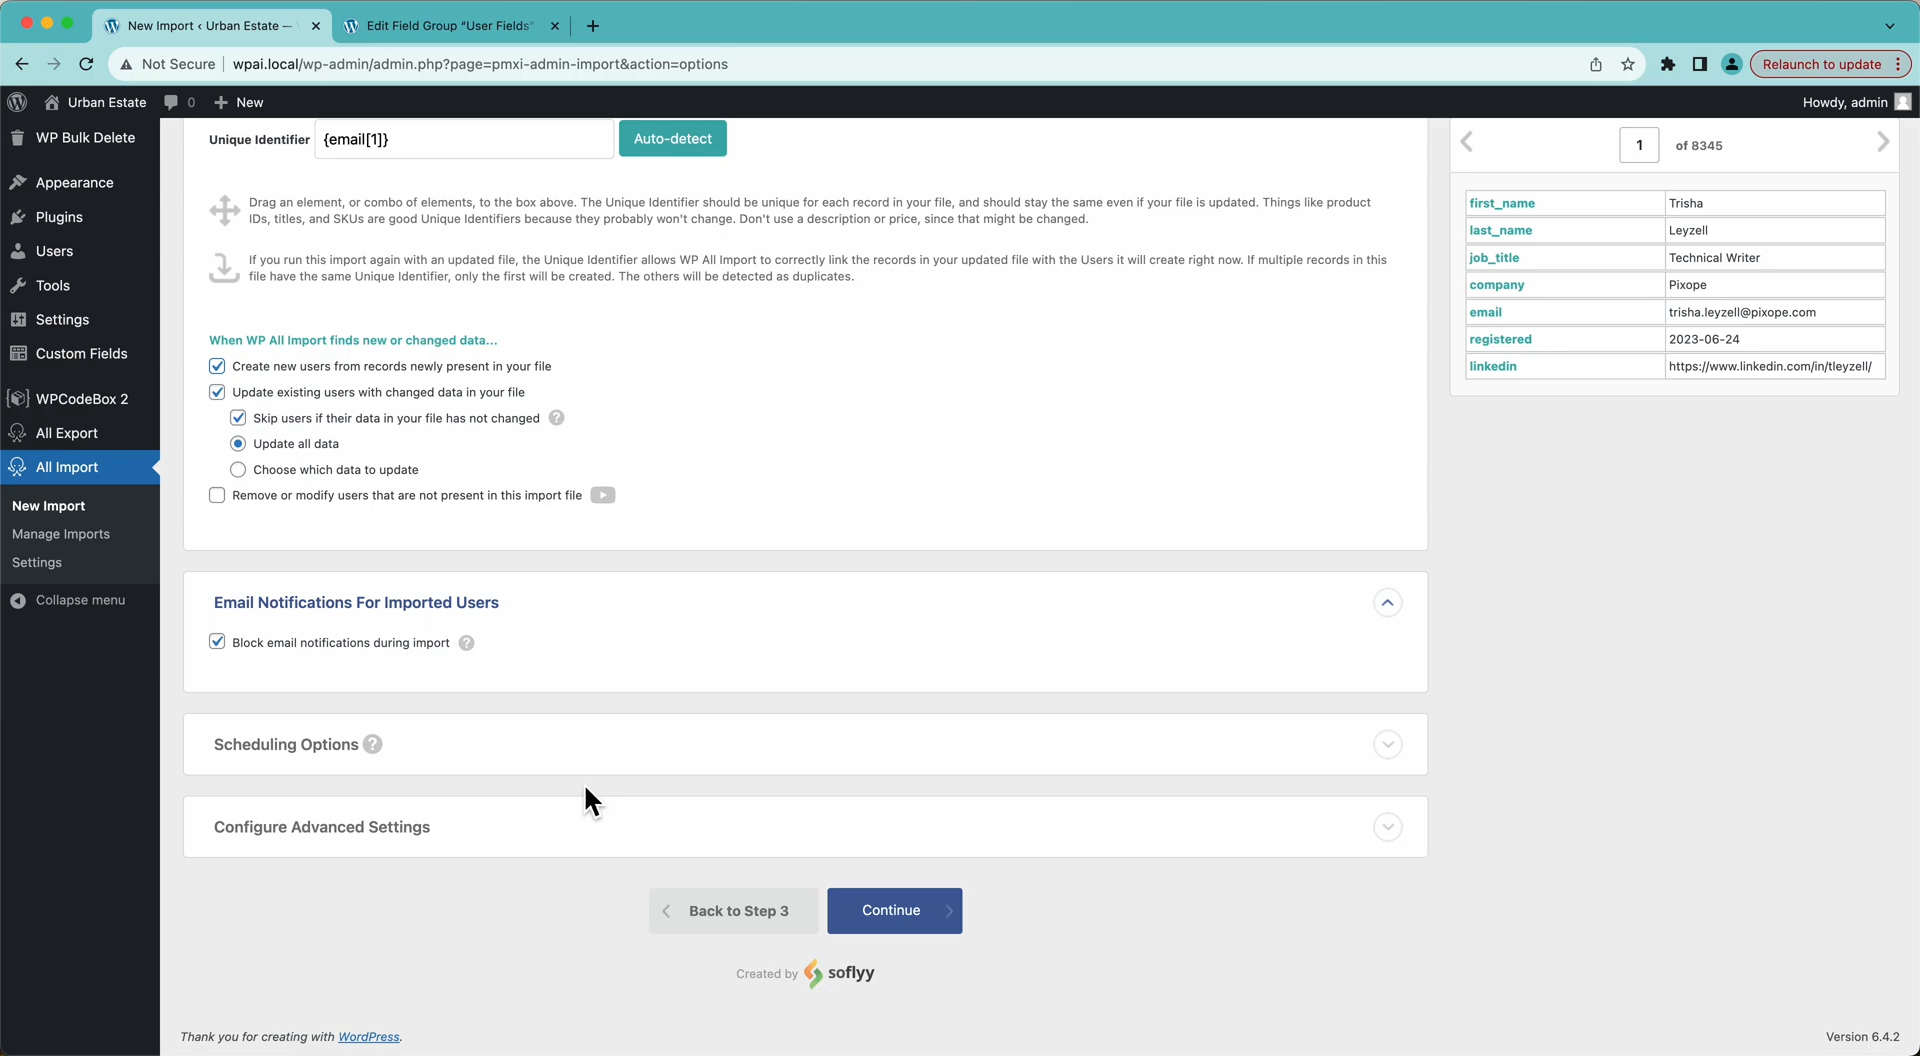 New Import ‹ Urban Estate —
Edit Field Group "User Fields"
Not Secure
wpai.local/wp-admin/admin.php?page=pmxi-admin-import&action=options
Relaunch to update
Urban Estate
0
New
Howdy, admin
WP Bulk Delete
Appearance
Plugins
Users
Tools
Settings
Custom Fields
WPCodeBox 2
All Export
All Import
New Import
Manage Imports
Settings
Collapse menu
Unique Identifier
{email[1]}
Auto-detect
Drag an element, or combo of elements, to the box above. The Unique Identifier should be unique for each record in your file, and should stay the same even if your file is updated. Things like product
IDs, titles, and SKUs are good Unique Identifiers because they probably won't change. Don't use a description or price, since that might be changed.
If you run this import again with an updated file, the Unique Identifier allows WP All Import to correctly link the records in your updated file with the Users it will create right now. If multiple records in this
file have the same Unique Identifier, only the first will be created. The others will be detected as duplicates.
When WP All Import finds new or changed data...
Create new users from records newly present in your file
Update existing users with changed data in your file
Skip users if their data in your file has not changed ?
Update all data
Choose which data to update
Remove or modify users that are not present in this import file
Email Notifications For Imported Users
Block email notifications during import ?
Scheduling Options ?
Configure Advanced Settings
Back to Step 3
Continue
Created by soflyy
Thank you for creating with WordPress.
Version 6.4.2
1 of 8345
first_name Trisha
last_name Leyzell
job_title Technical Writer
company Pixope
email trisha.leyzell@pixope.com
registered 2023-06-24
linkedin https://www.linkedin.com/in/tleyzell/